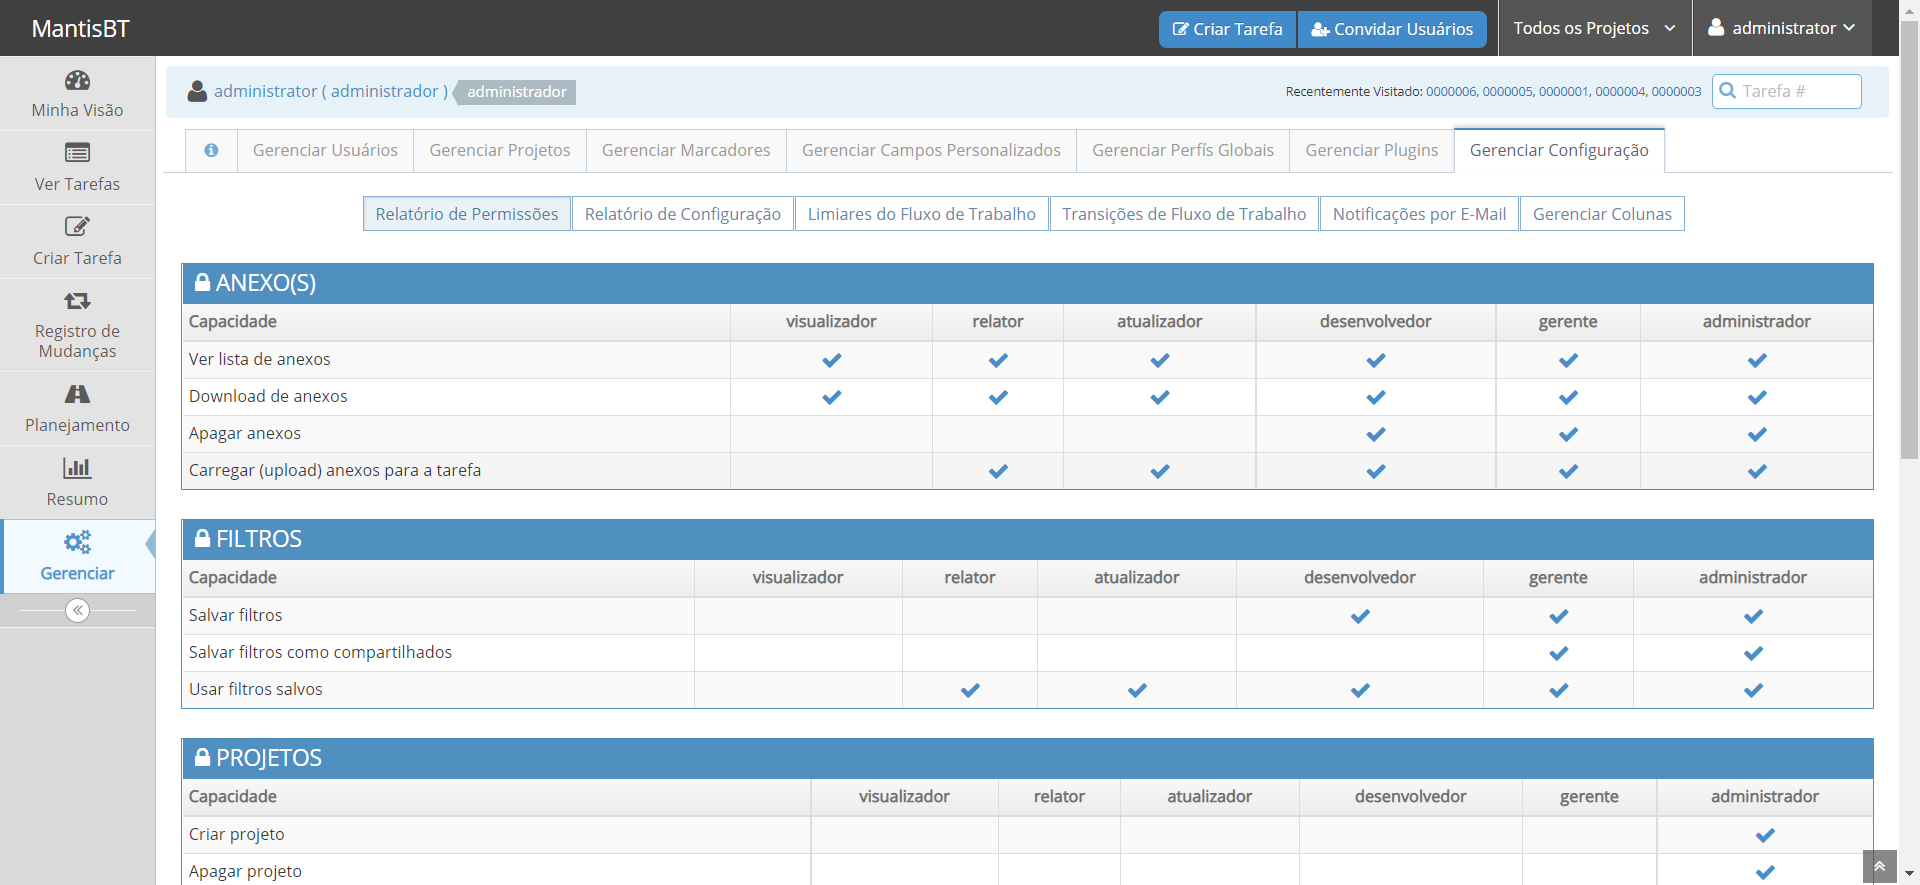 MantisBT
Criar Tarefa
Convidar Usuários
Todos os Projetos
administrator
Minha Visão
Ver Tarefas
Criar Tarefa
Registro de
Mudanças
Planejamento
Resumo
Gerenciar
administrator ( administrador )
administrador
Recentemente Visitado: 0000006, 0000005, 0000001, 0000004, 0000003
Tarefa #
Gerenciar Usuários
Gerenciar Projetos
Gerenciar Marcadores
Gerenciar Campos Personalizados
Gerenciar Perfís Globais
Gerenciar Plugins
Gerenciar Configuração
Relatório de Permissões
Relatório de Configuração
Limiares do Fluxo de Trabalho
Transições de Fluxo de Trabalho
Notificações por E-Mail
Gerenciar Colunas
ANEXO(S)
Capacidade visualizador relator atualizador desenvolvedor gerente administrador
Ver lista de anexos
Download de anexos
Apagar anexos
Carregar (upload) anexos para a tarefa
FILTROS
Capacidade visualizador relator atualizador desenvolvedor gerente administrador
Salvar filtros
Salvar filtros como compartilhados
Usar filtros salvos
PROJETOS
Capacidade visualizador relator atualizador desenvolvedor gerente administrador
Criar projeto
Apagar projeto